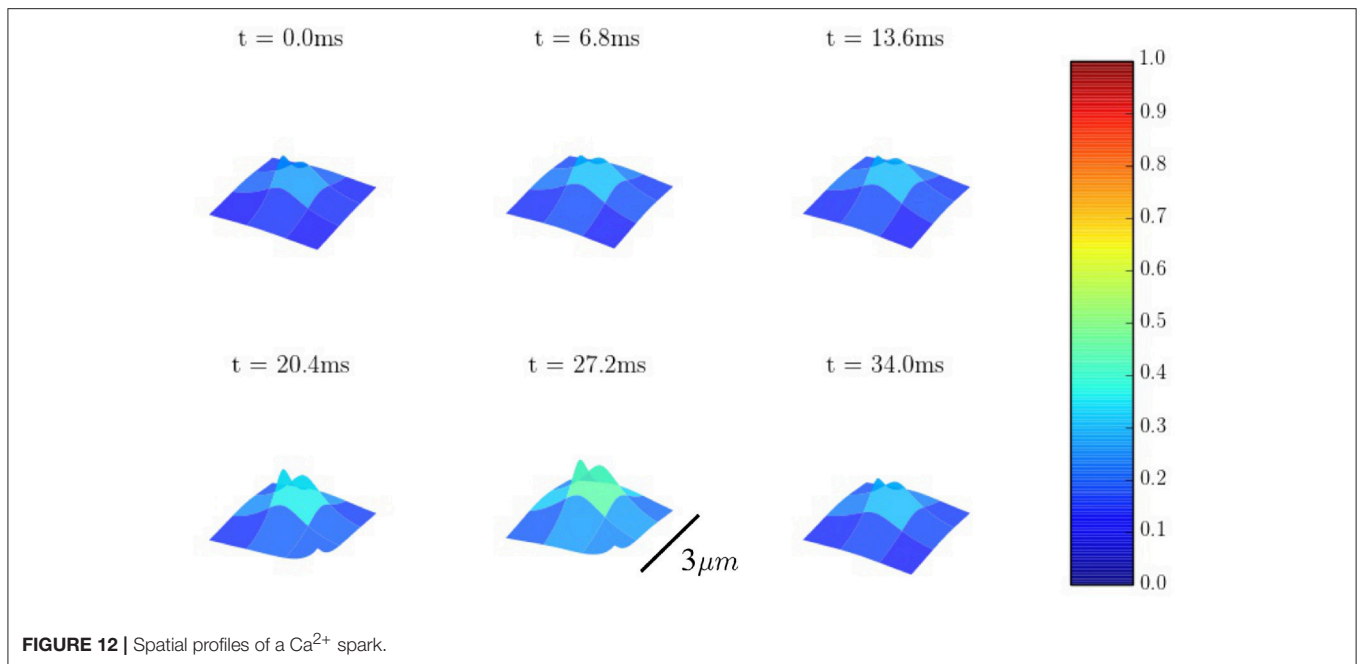 t = 0.0ms
t = 6.8ms
t = 13.6ms
1.0
0.9
0.8
0.7
0.6
0.5
0.4
0.3
0.2
0.1
0.0
t = 20.4ms
t = 27.2ms
t = 34.0ms
3μm
FIGURE 12 | Spatial profiles of a Ca²⁺ spark.